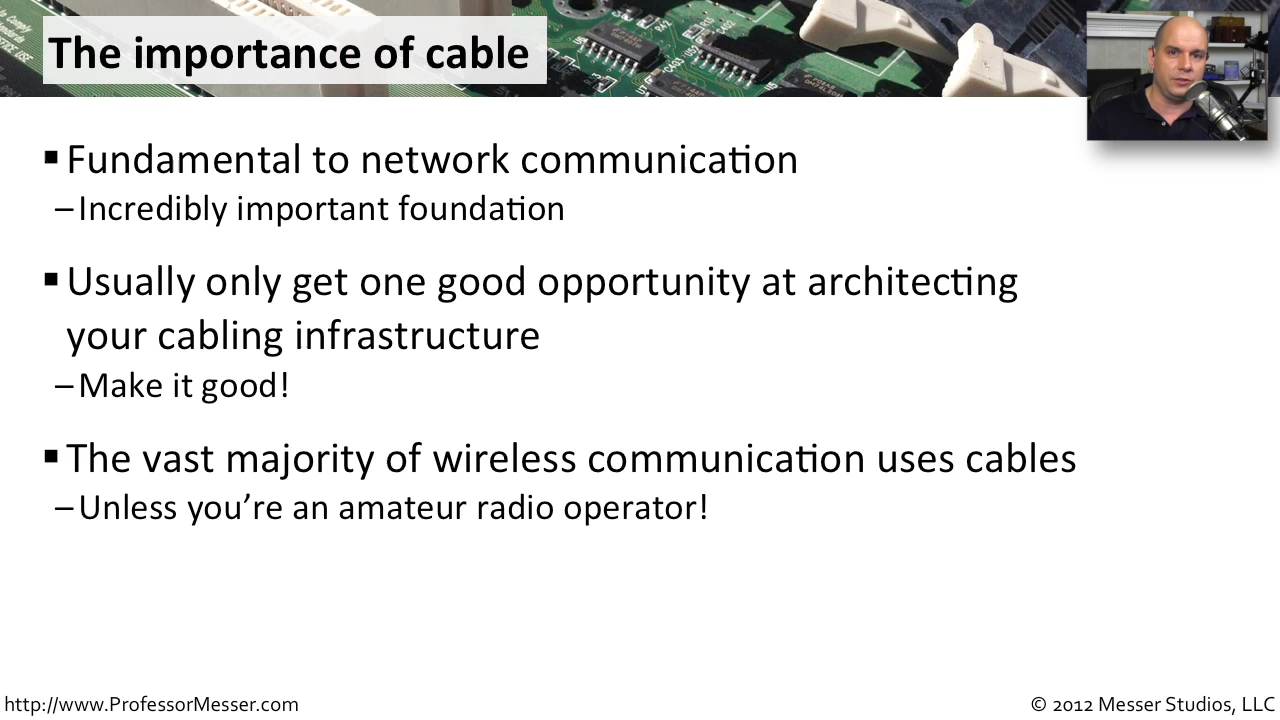 The importance of cable
▪ Fundamental to network communication
– Incredibly important foundation
▪ Usually only get one good opportunity at architecting
your cabling infrastructure
– Make it good!
▪ The vast majority of wireless communication uses cables
– Unless you’re an amateur radio operator!
http://www.ProfessorMesser.com
© 2012 Messer Studios, LLC